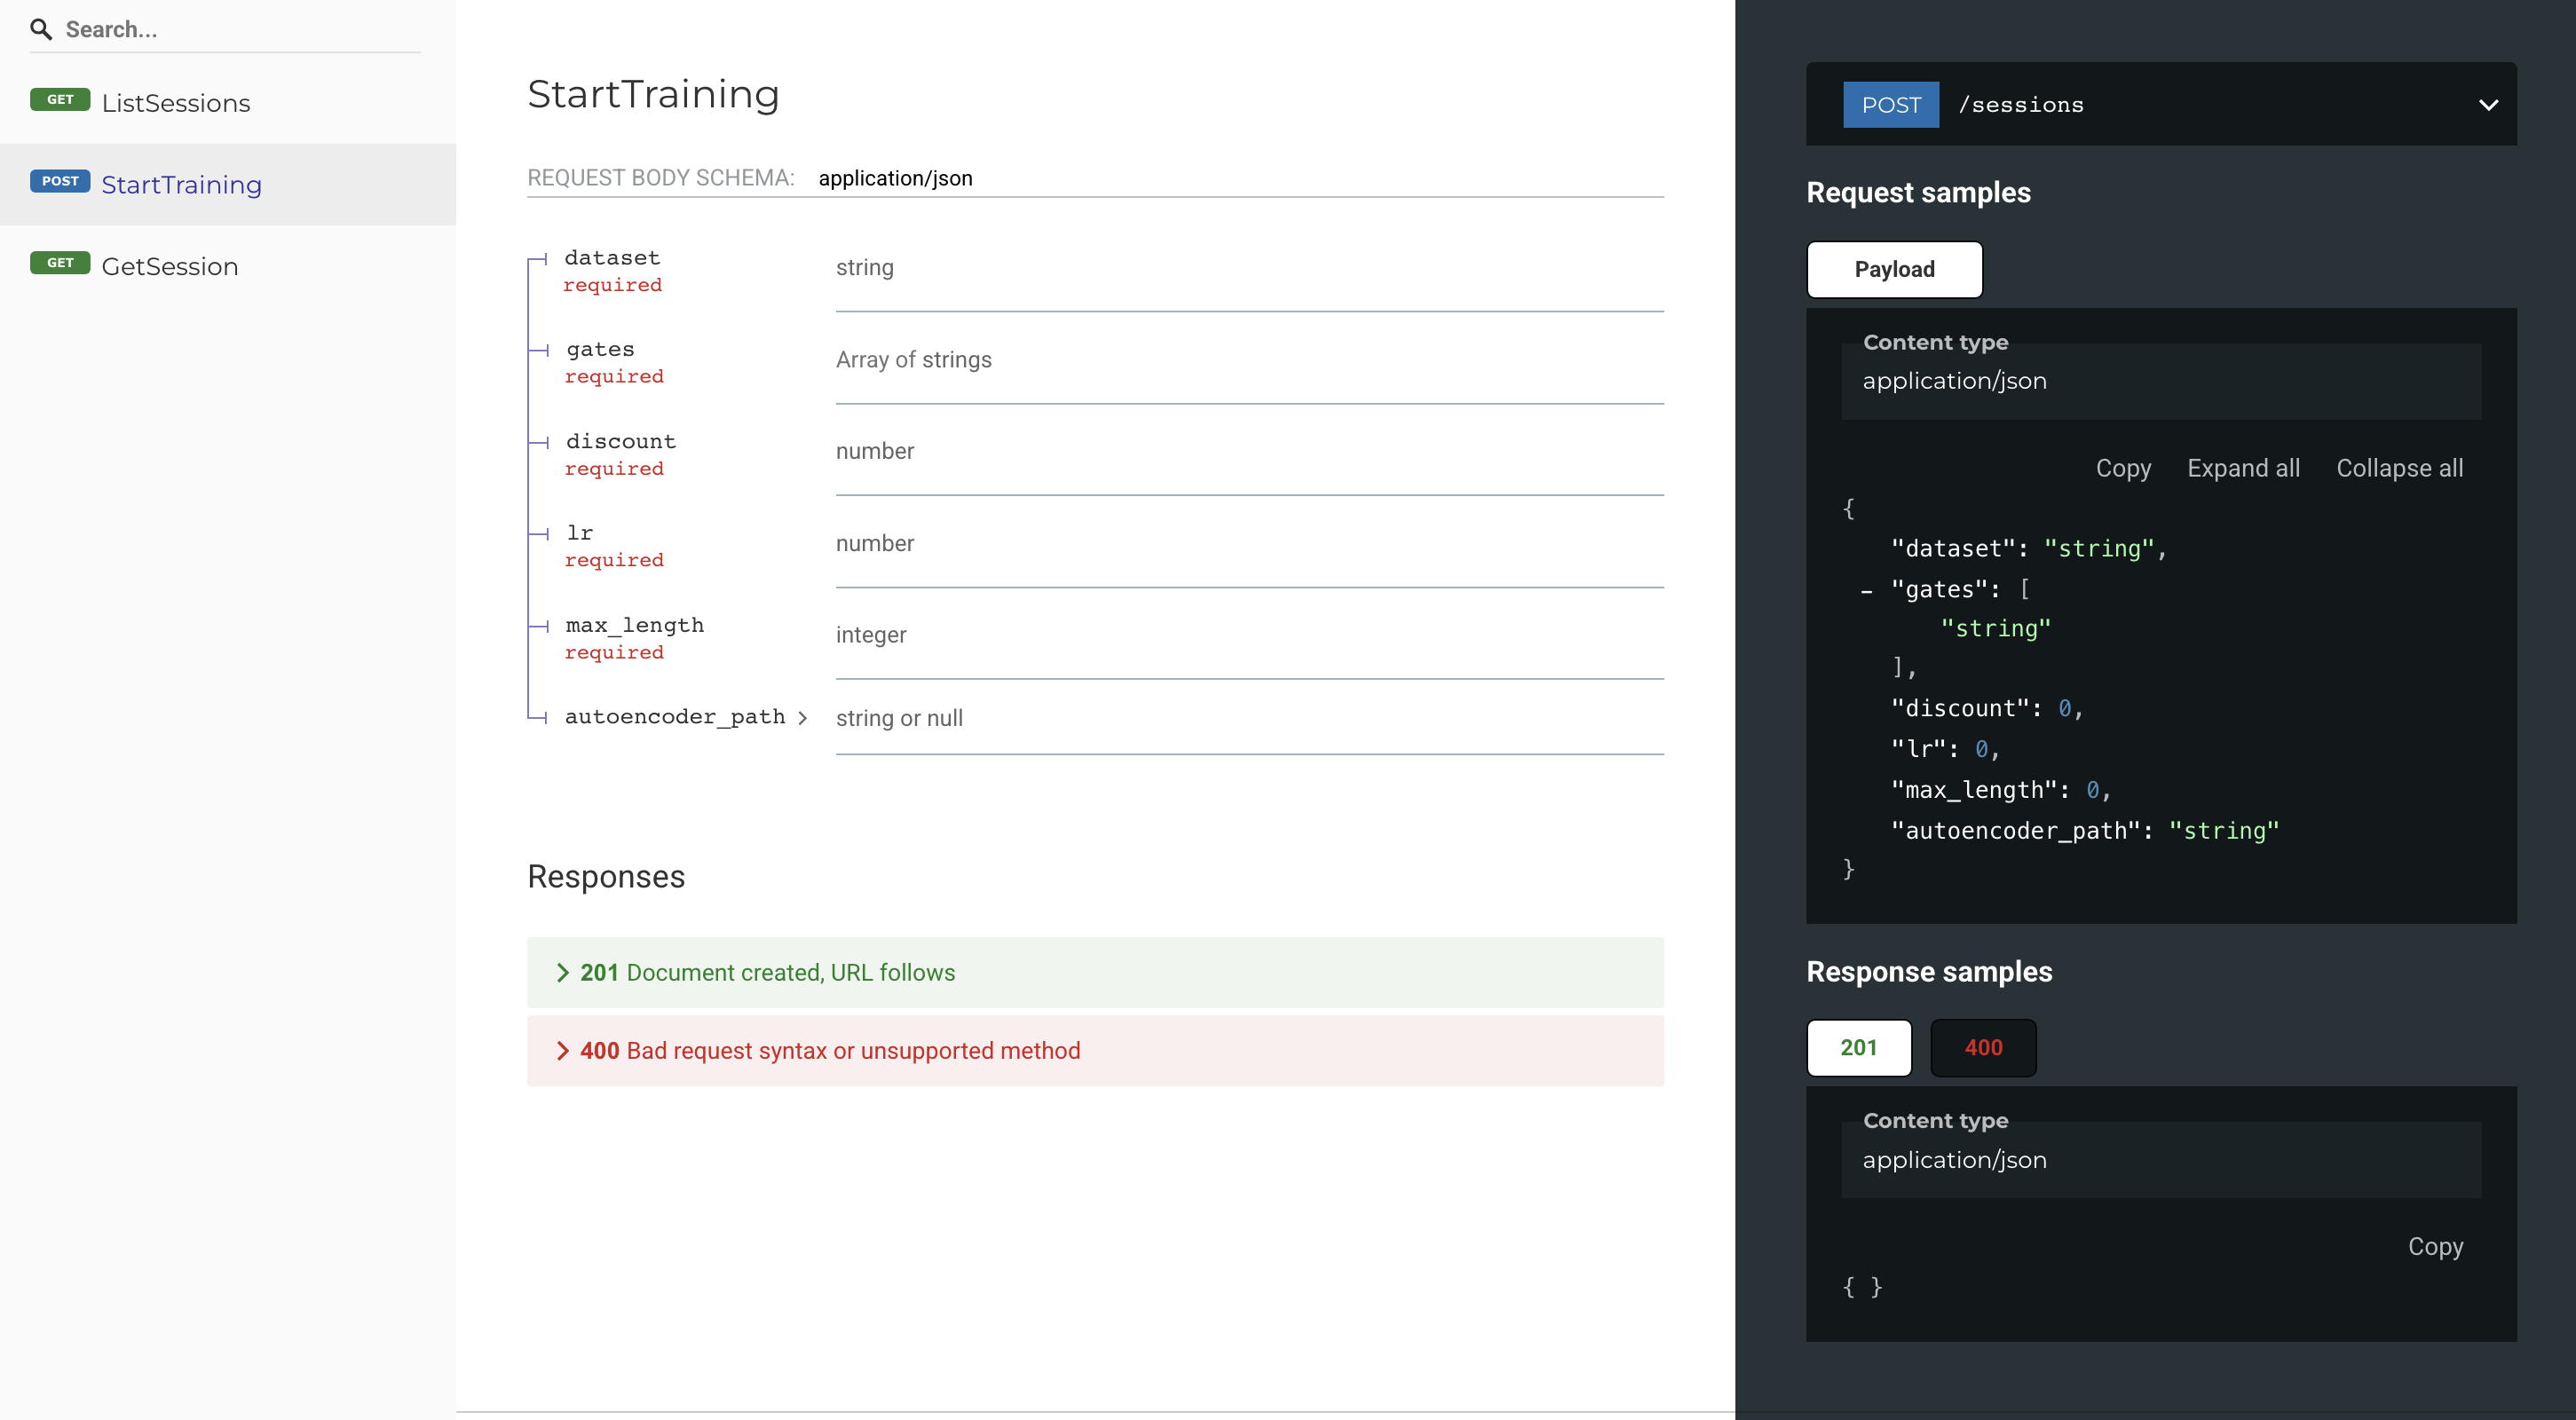 Search...
GET ListSessions
POST StartTraining
GET GetSession
StartTraining
REQUEST BODY SCHEMA: application/json
dataset
required
string
gates
required
Array of strings
discount
required
number
lr
required
number
max_length
required
integer
autoencoder_path > string or null
Responses
> 201 Document created, URL follows
> 400 Bad request syntax or unsupported method
POST /sessions
Request samples
Payload
Content type
application/json
Copy Expand all Collapse all
{
"dataset": "string",
- "gates": [
"string"
],
"discount": 0,
"lr": 0,
"max_length": 0,
"autoencoder_path": "string"
}
Response samples
201 400
Content type
application/json
Copy
{ }